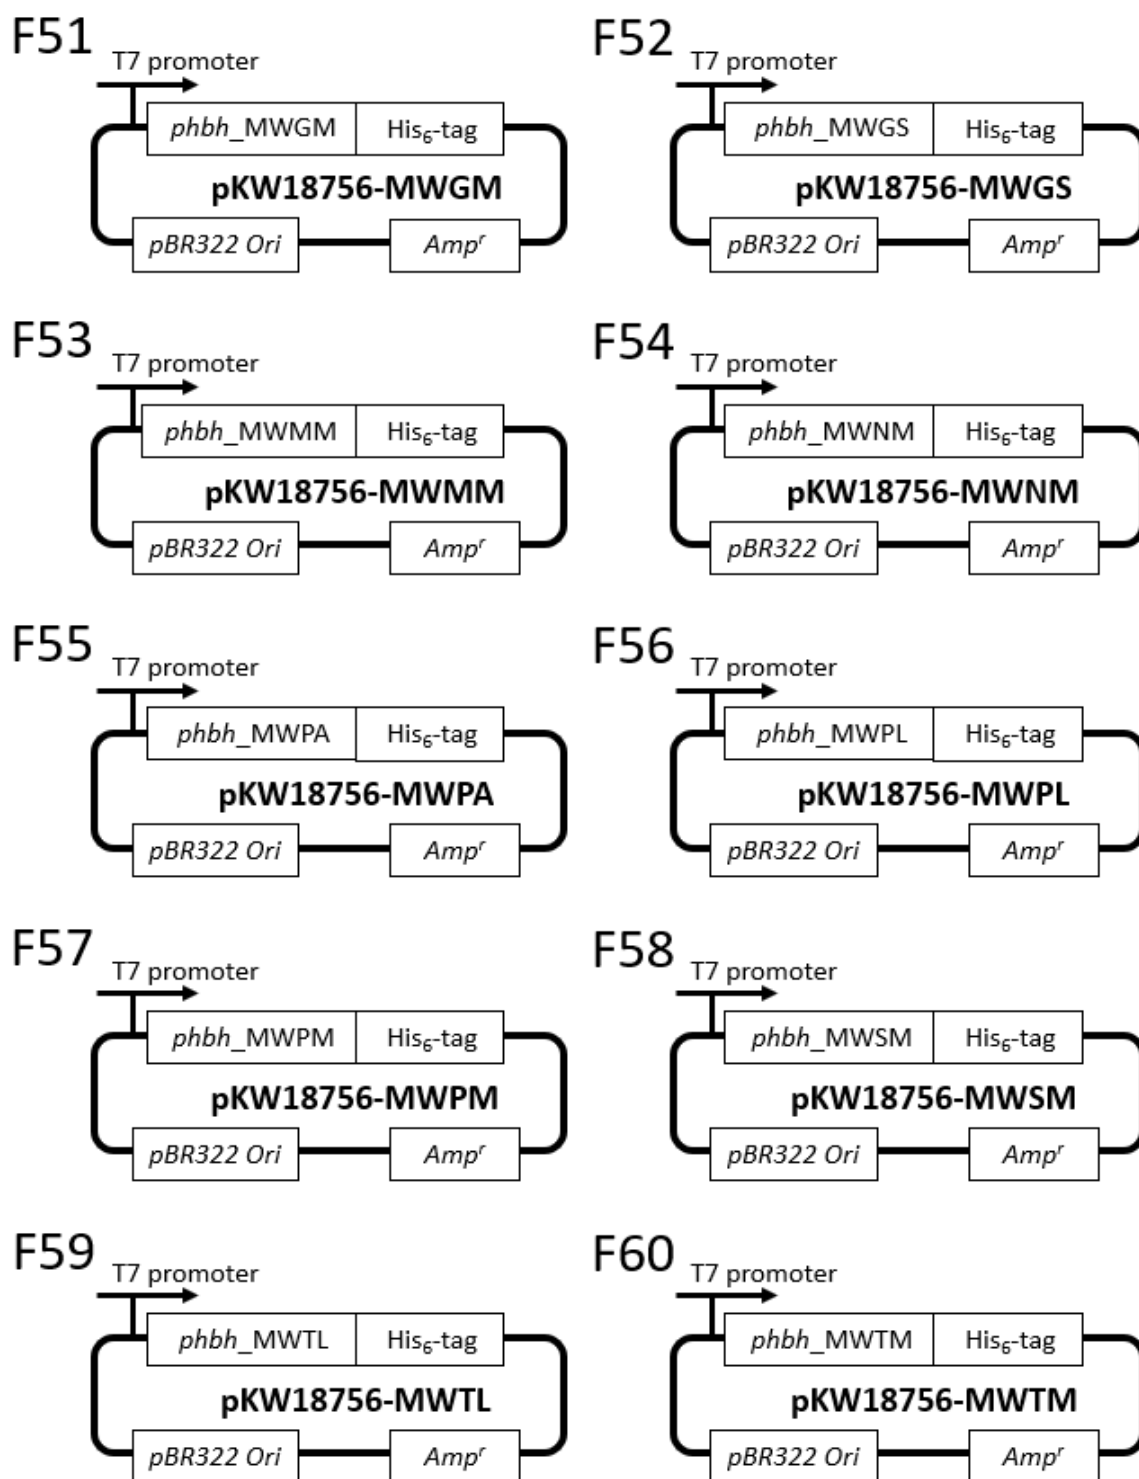 F51
T7 promoter
phbh_MWGM His₆-tag
pKW18756-MWGM
pBR322 Ori Ampʳ
F52
T7 promoter
phbh_MWGS His₆-tag
pKW18756-MWGS
pBR322 Ori Ampʳ
F53
T7 promoter
phbh_MWMM His₆-tag
pKW18756-MWMM
pBR322 Ori Ampʳ
F54
T7 promoter
phbh_MWNM His₆-tag
pKW18756-MWNM
pBR322 Ori Ampʳ
F55
T7 promoter
phbh_MWPA His₆-tag
pKW18756-MWPA
pBR322 Ori Ampʳ
F56
T7 promoter
phbh_MWPL His₆-tag
pKW18756-MWPL
pBR322 Ori Ampʳ
F57
T7 promoter
phbh_MWPM His₆-tag
pKW18756-MWPM
pBR322 Ori Ampʳ
F58
T7 promoter
phbh_MWSM His₆-tag
pKW18756-MWSM
pBR322 Ori Ampʳ
F59
T7 promoter
phbh_MWTL His₆-tag
pKW18756-MWTL
pBR322 Ori Ampʳ
F60
T7 promoter
phbh_MWTM His₆-tag
pKW18756-MWTM
pBR322 Ori Ampʳ